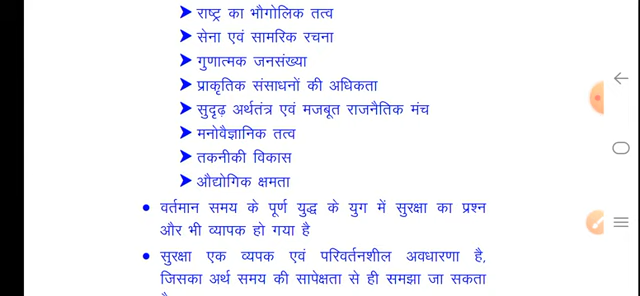 ➤ राष्ट्र का भौगोलिक तत्व
➤ सेना एवं सामरिक रचना
➤ गुणात्मक जनसंख्या
➤ प्राकृतिक संसाधनों की अधिकता
➤ सुदृढ़ अर्थतंत्र एवं मजबूत राजनैतिक मंच
➤ मनोवैज्ञानिक तत्व
➤ तकनीकी विकास
➤ औद्योगिक क्षमता
• वर्तमान समय के पूर्ण युद्ध के युग में सुरक्षा का प्रश्न
और भी व्यापक हो गया है
• सुरक्षा एक व्यपक एवं परिवर्तनशील अवधारणा है,
जिसका अर्थ समय की सापेक्षता से ही समझा जा सकता